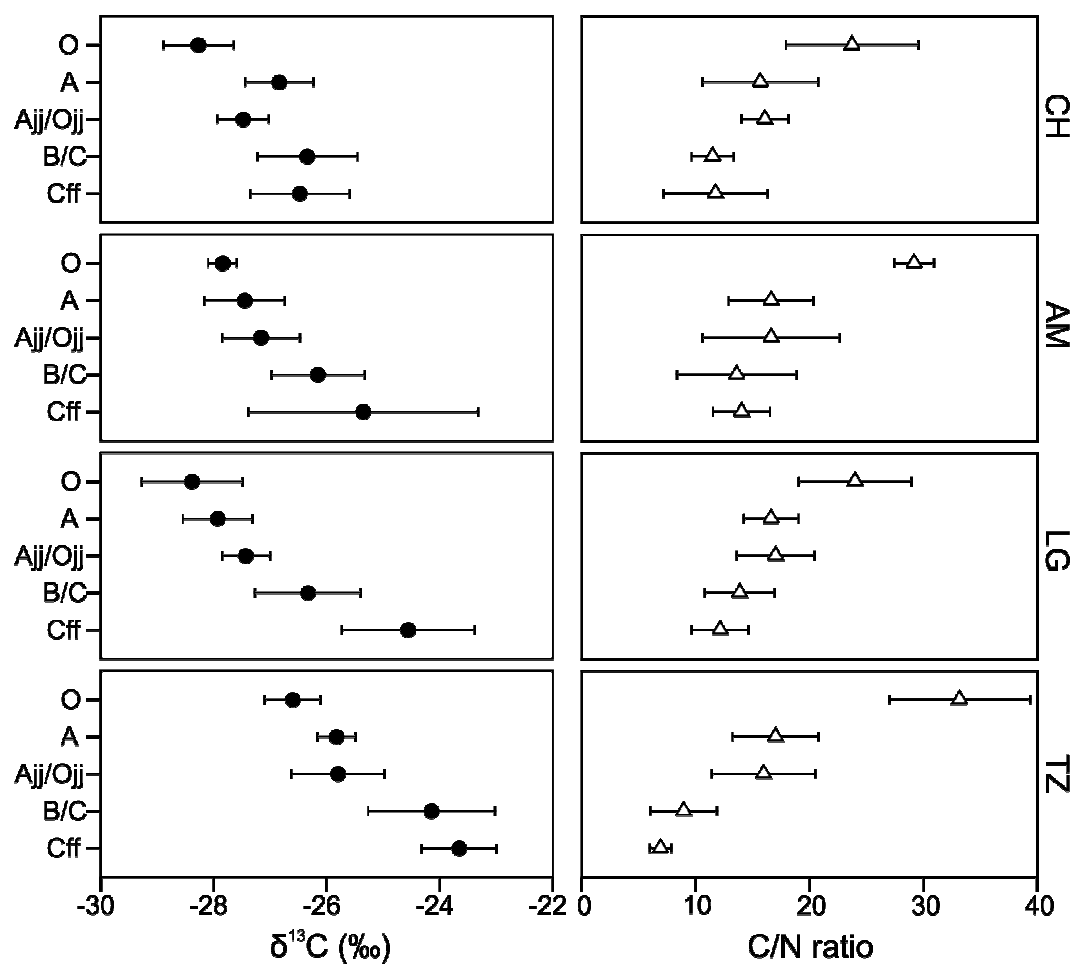 O
A
Ajj/Ojj
B/C
Cff
CH
O
A
Ajj/Ojj
B/C
Cff
AM
O
A
Ajj/Ojj
B/C
Cff
LG
O
A
Ajj/Ojj
B/C
Cff
TZ
-30 -28 -26 -24 -22 0 10 20 30 40
δ¹³C (‰) C/N ratio